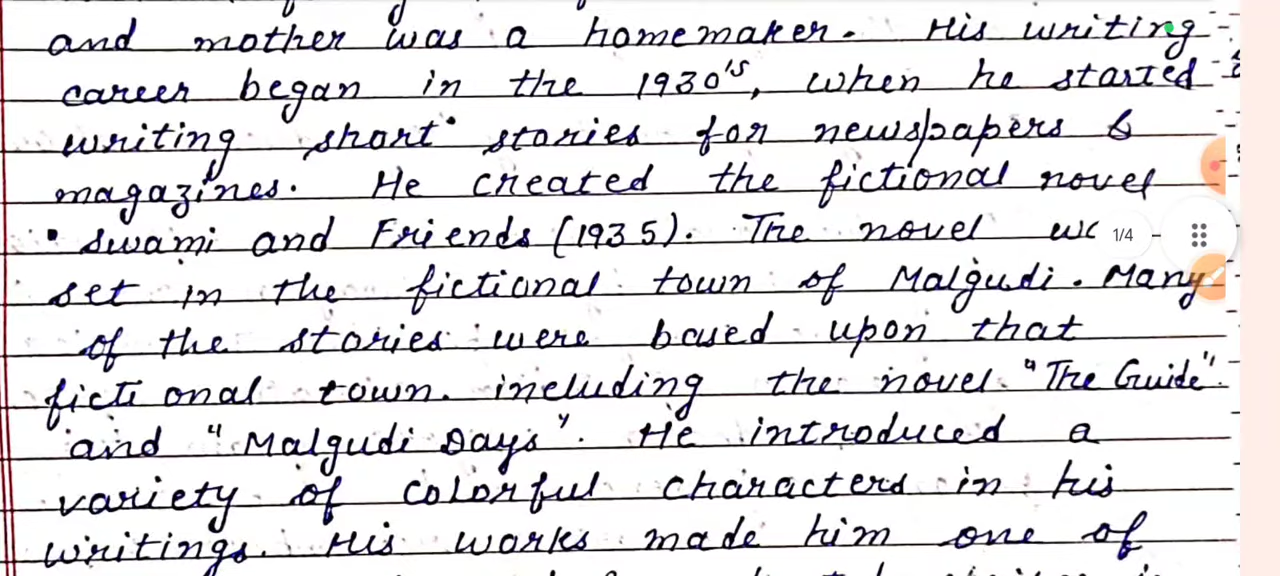 and mother was a homemaker. His writing
career began in the 1930's, when he started
writing short stories for newspapers &
magazines. He created the fictional novel
Swami and Friends (1935). The novel
1/4
set in the fictional town of Malgudi. Many
of the stories were based upon that
fictional town. including the novel "The Guide".
and "Malgudi Days". He introduced a
variety of colorful characters in his
writings. His works made him one of